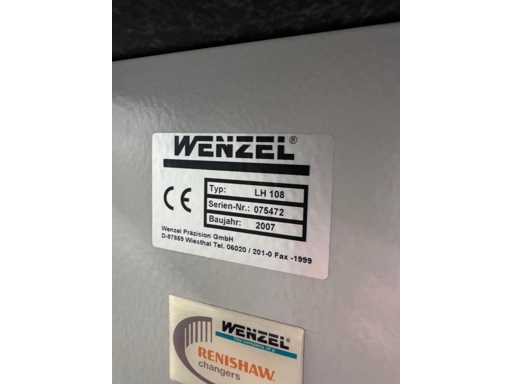 WENZEL®
CE
Typ: LH 108
Serien-Nr.: 075472
Baujahr: 2007
Wenzel Präzision GmbH
D-97859 Wiesthal Tel. 06020 / 201-0 Fax -1999
WENZEL
RENISHAW
changers